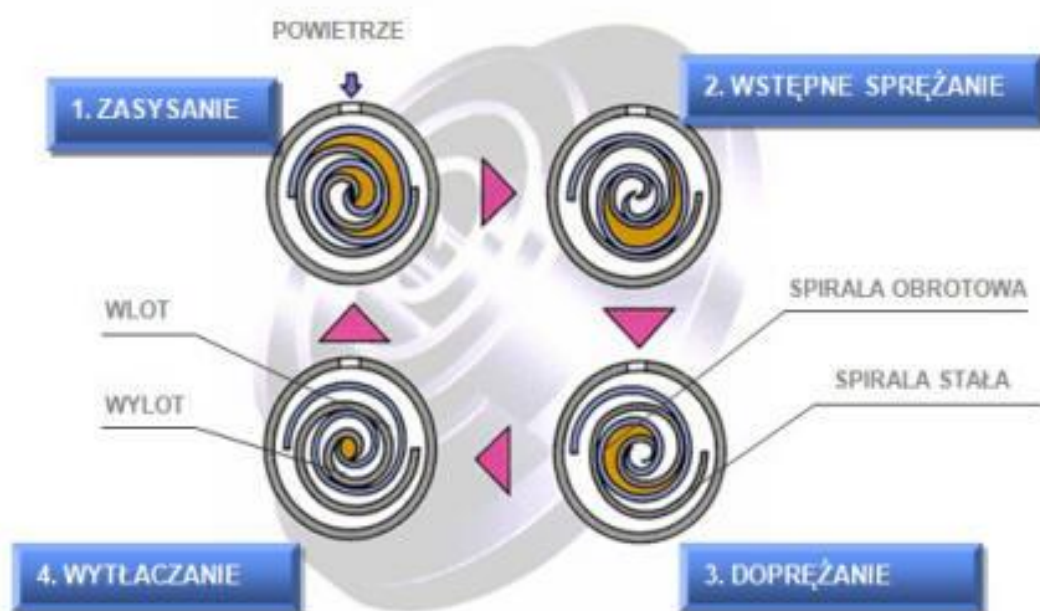 POWIETRZE
1. ZASYSANIE
2. WSTĘPNE SPRĘŻANIE
WLOT
SPIRALA OBROTOWA
WYLOT
SPIRALA STAŁA
4. WYTŁACZANIE
3. DOPRĘŻANIE